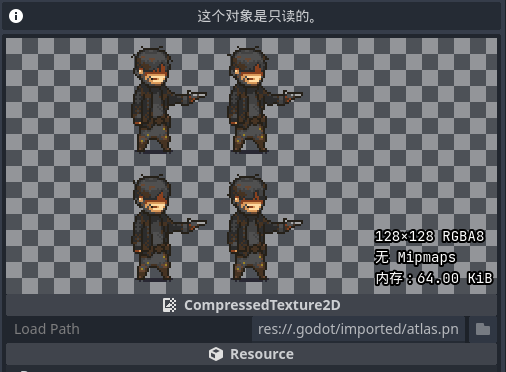 这个对象是只读的。
128×128 RGBA8
无 Mipmaps
内存：64.00 KiB
CompressedTexture2D
Load Path res://.godot/imported/atlas.pn
Resource